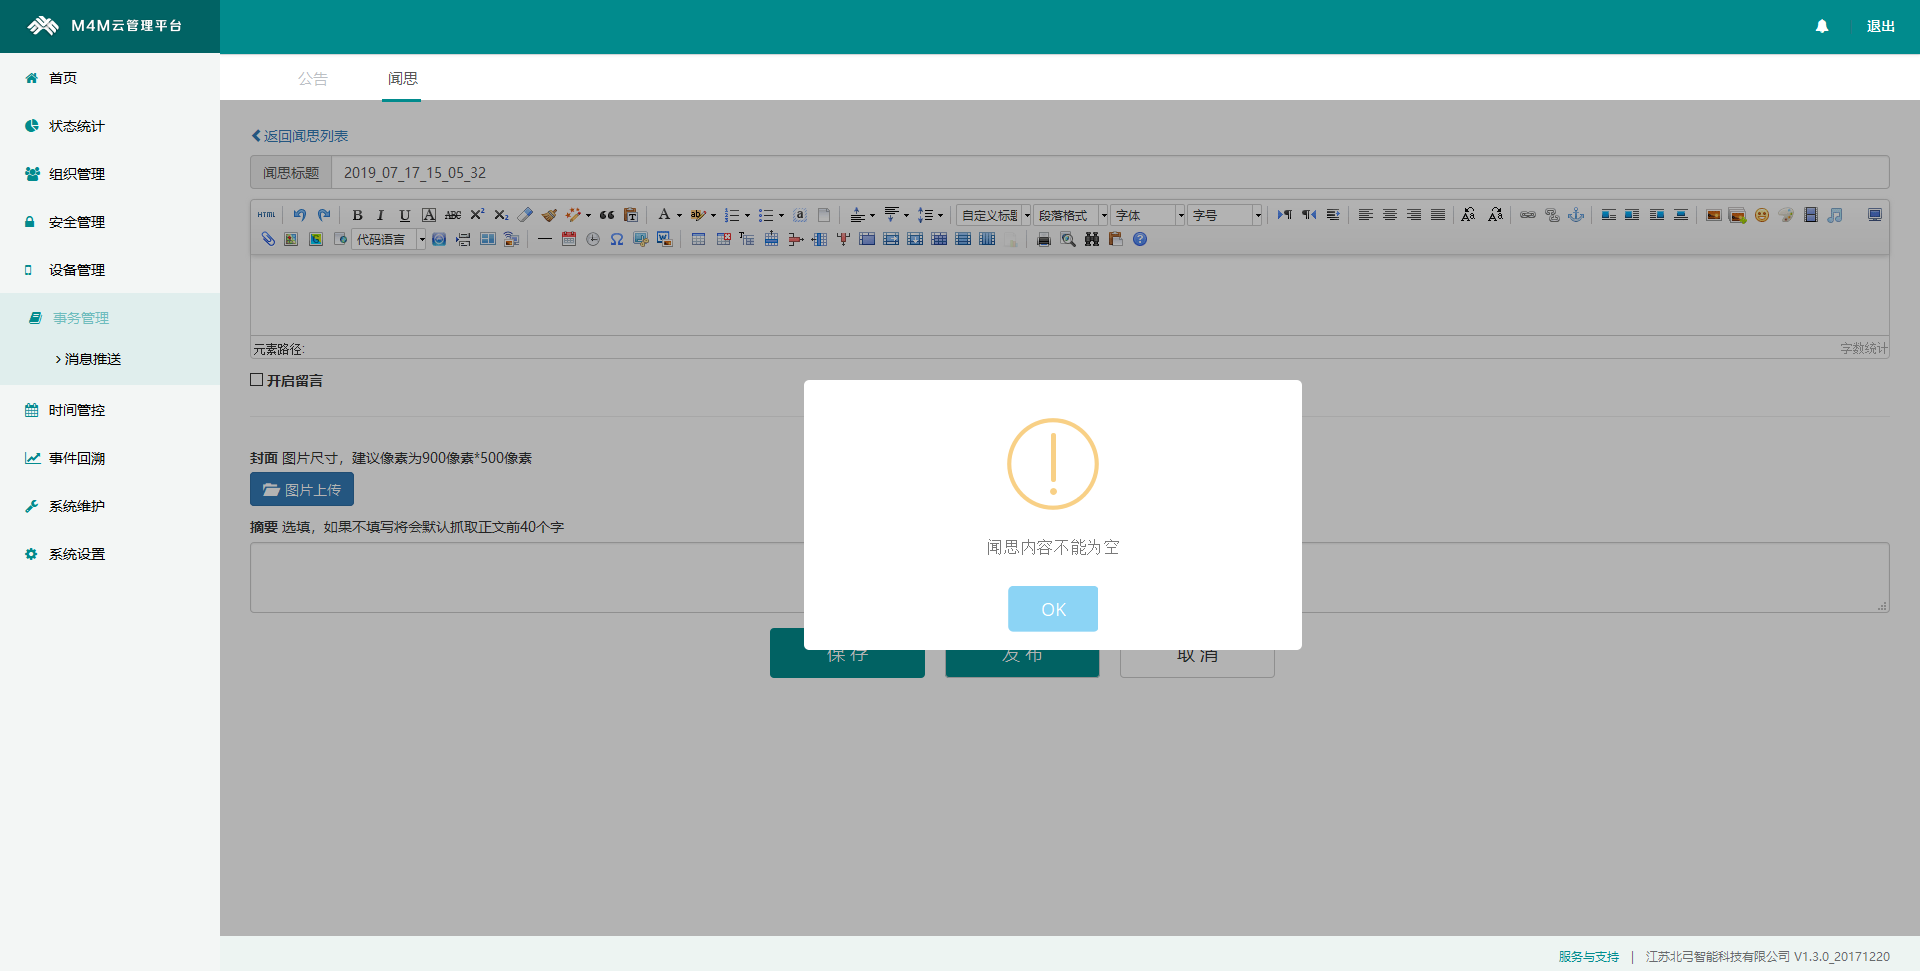 M4M云管理平台
退出
首页
状态统计
组织管理
安全管理
设备管理
事务管理
消息推送
时间管控
事件回溯
系统维护
系统设置
公告 闻思
返回闻思列表
闻思标题 2019_07_17_15_05_32
HTML B I U A ABC X² X₂ A ab a 自定义标题 段落格式 字体 字号
代码语言
元素路径: 字数统计
开启留言
封面 图片尺寸，建议像素为900像素*500像素
图片上传
摘要 选填，如果不填写将会默认抓取正文前40个字
闻思内容不能为空
OK
保 存 发 布 取 消
服务与支持 | 江苏北弓智能科技有限公司 V1.3.0_20171220